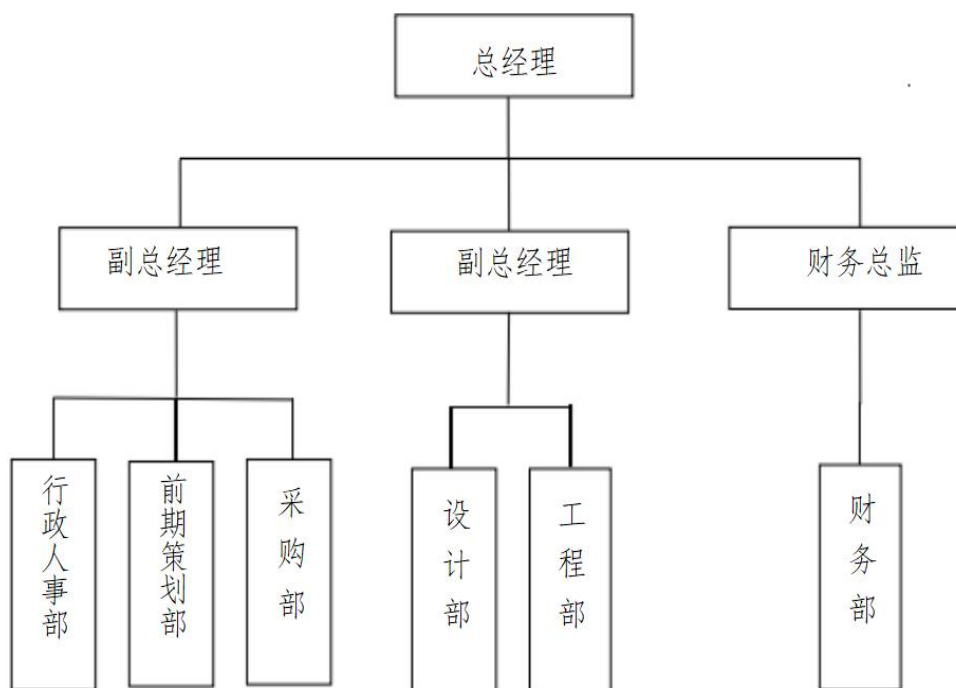 总经理
副总经理
副总经理
财务总监
行政人事部
前期策划部
采购部
设计部
工程部
财务部